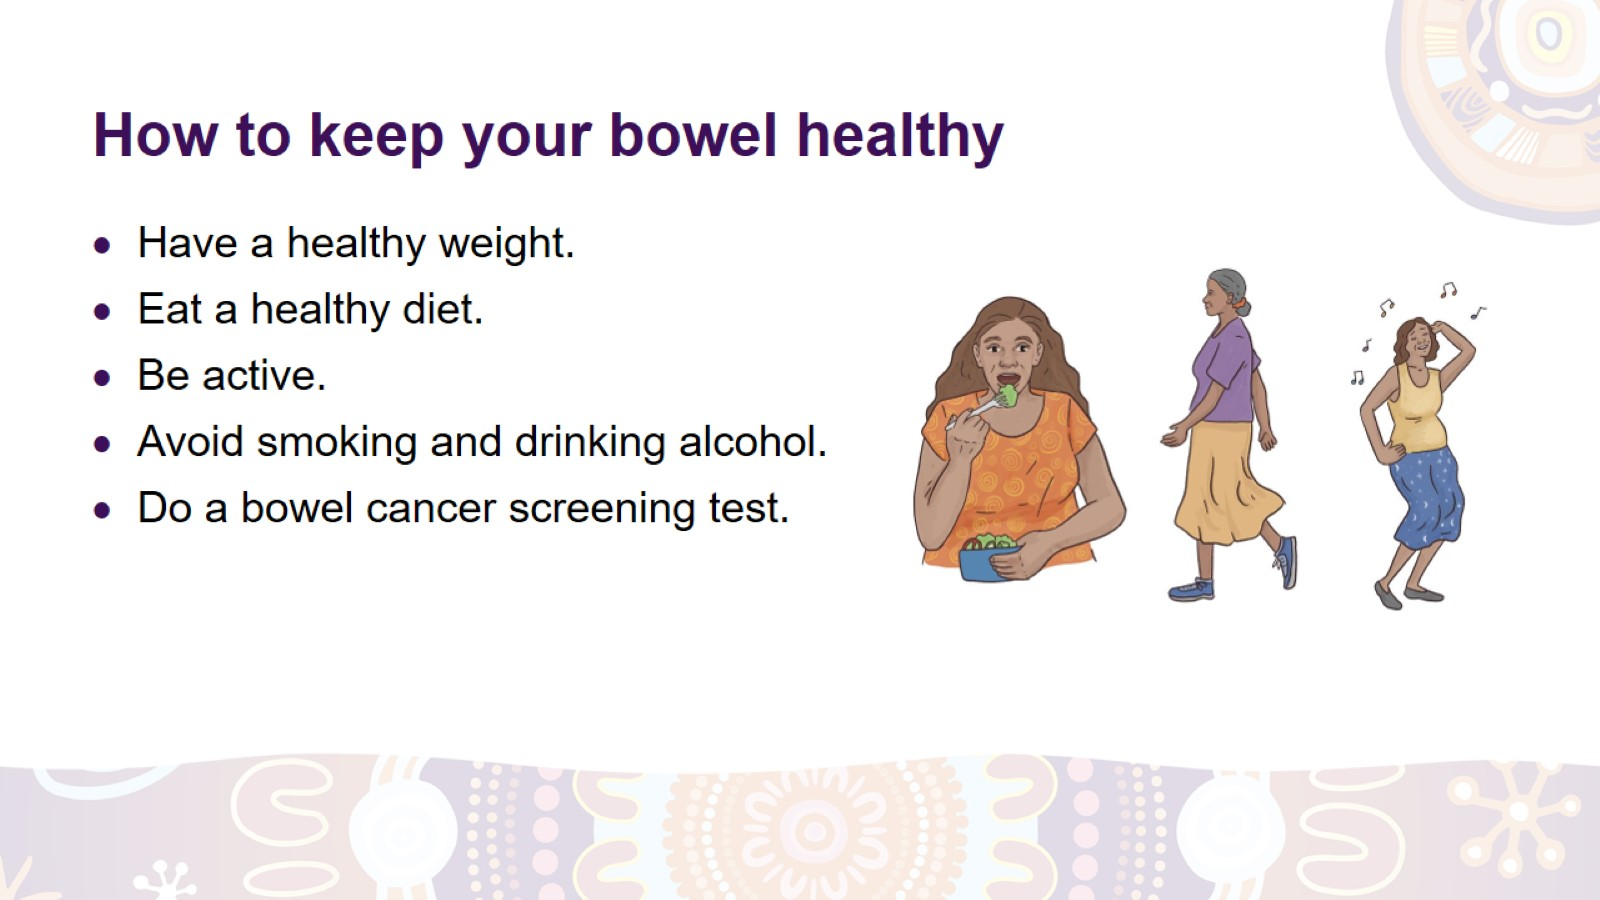 How to keep your bowel healthy
• Have a healthy weight.
• Eat a healthy diet.
• Be active.
• Avoid smoking and drinking alcohol.
• Do a bowel cancer screening test.